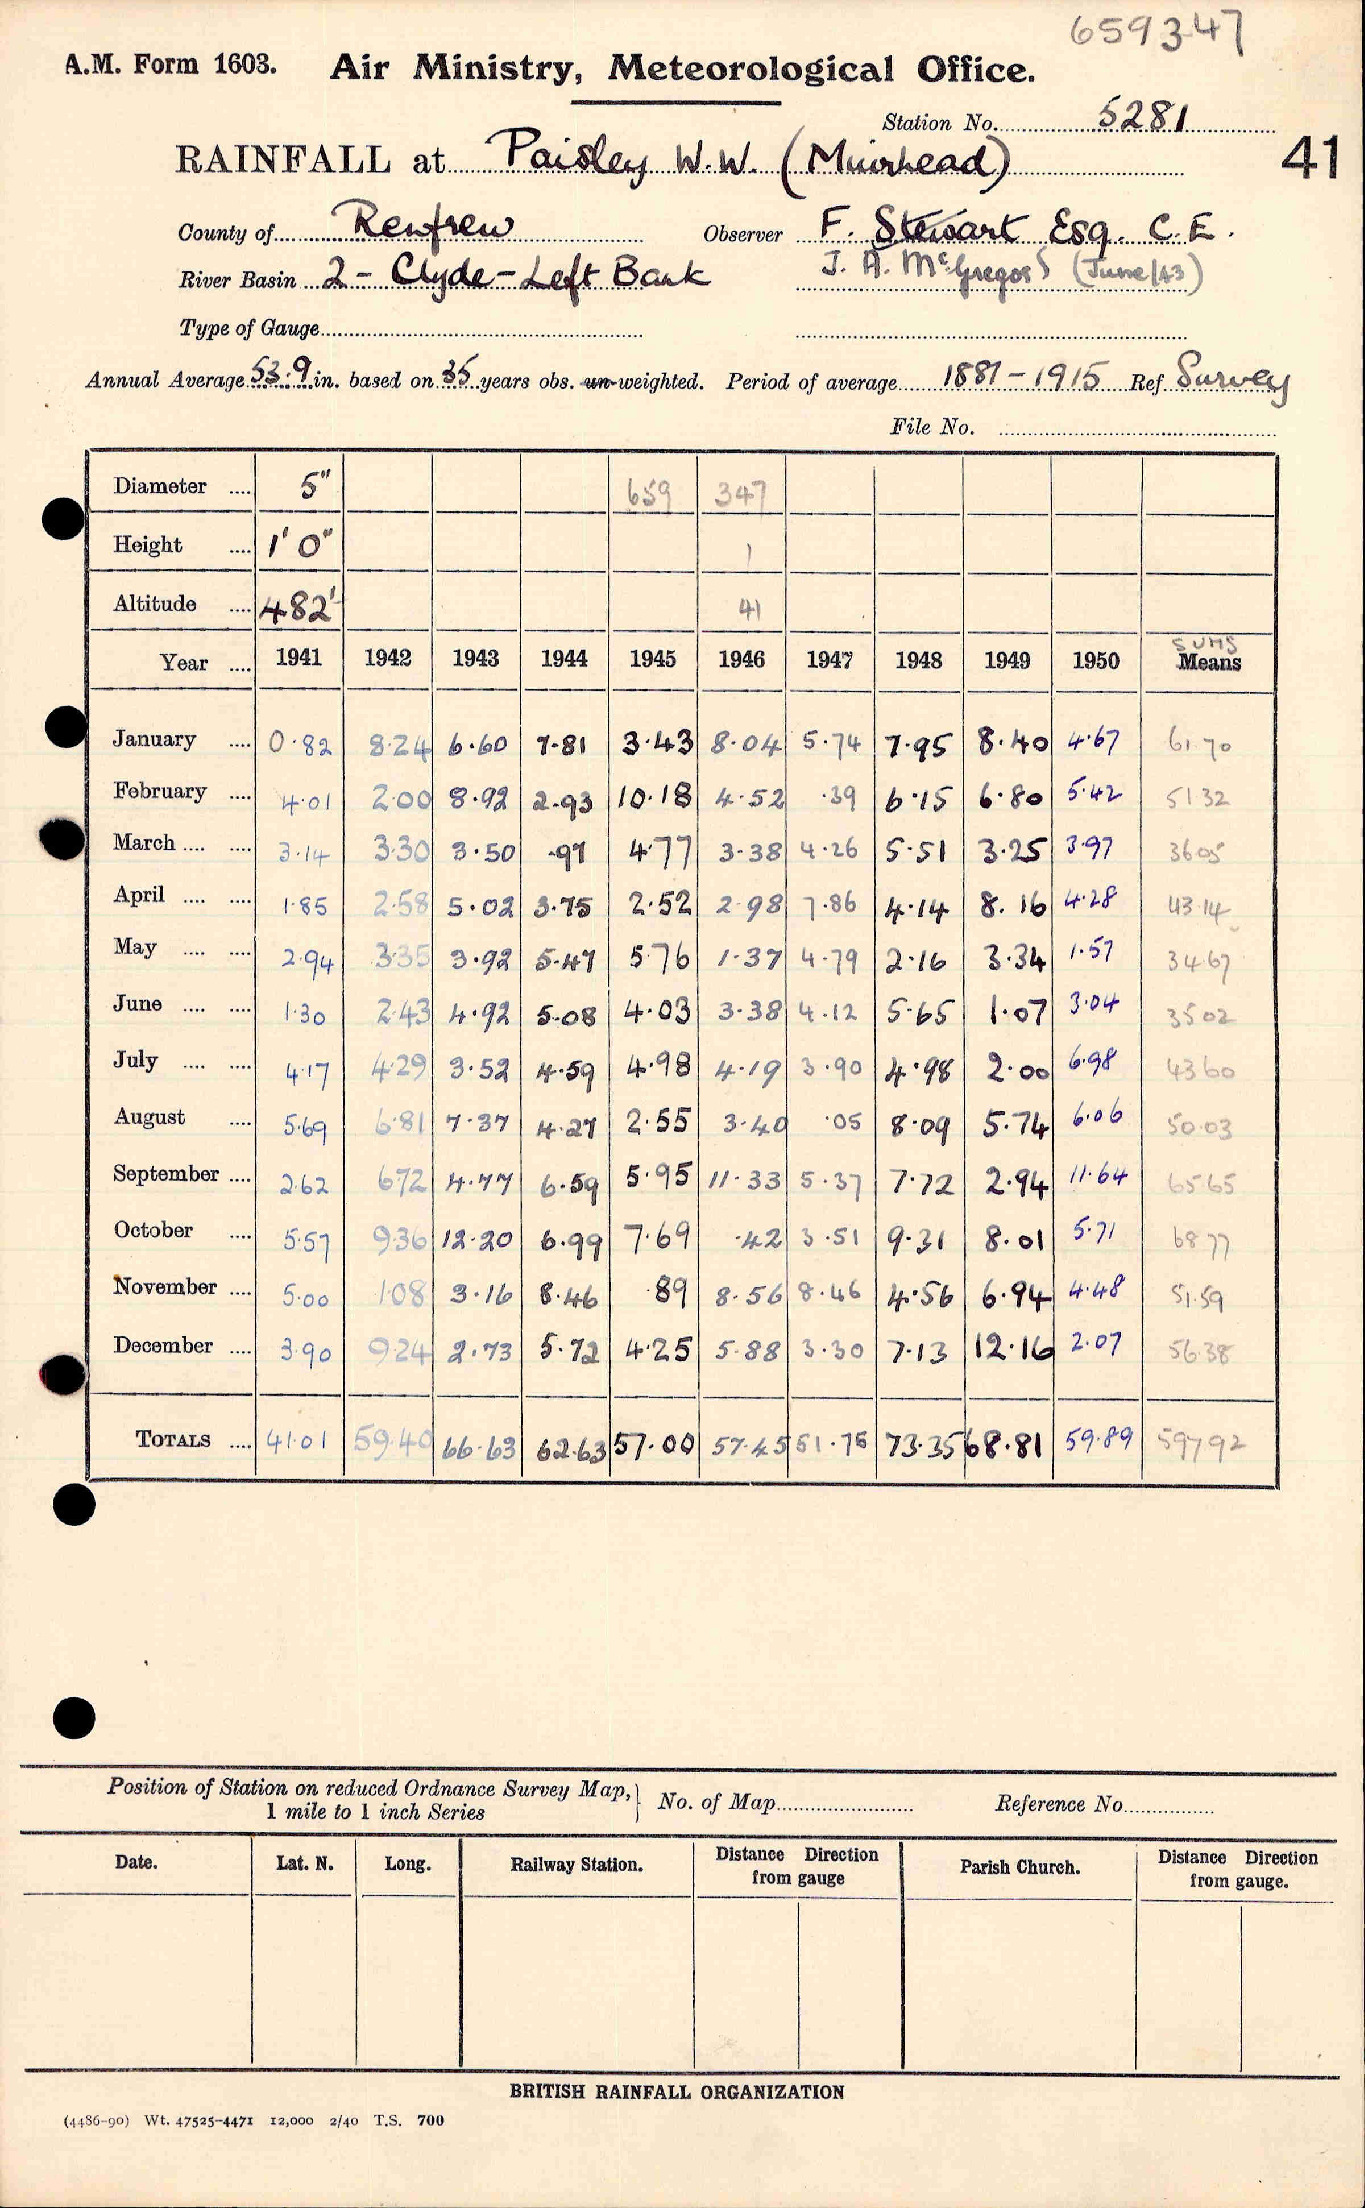 659347
A.M. Form 1603. Air Ministry, Meteorological Office.
Station No. 5281
RAINFALL at Paisley W.W. (Muirhead) 41
County of Renfrew Observer F. Stewart Esq. C.E.
River Basin 2 - Clyde - Left Bank J. A. McGregor (June/43)
Type of Gauge
Annual Average 53.9 in. based on 35 years obs. un-weighted. Period of average 1881-1915 Ref. Survey
File No.
Diameter .... 5" 659 347
Height .... 1' 0" 1
Altitude .... 482' 41
SUMS
Year .... 1941 1942 1943 1944 1945 1946 1947 1948 1949 1950 Means
January .... 0.82 8.24 6.60 7.81 3.43 8.04 5.74 7.95 8.40 4.67 61.70
February .... 4.01 2.00 8.92 2.93 10.18 4.52 .39 6.15 6.80 5.42 51 32
March .... .... 3.14 3.30 3.50 .97 4.77 3.38 4.26 5.51 3.25 3.97 36 05
April .... .... 1.85 2.58 5.02 3.75 2.52 2.98 7.86 4.14 8.16 4.28 43.14
May .... .... 2.94 3.35 3.92 5.47 5.76 1.37 4.79 2.16 3.34 1.57 34.67
June .... .... 1.30 2.43 4.92 5.08 4.03 3.38 4.12 5.65 1.07 3.04 35 02
July .... .... 4.17 4.29 3.52 4.59 4.98 4.19 3.90 4.98 2.00 6.98 43 60
August .... 5.69 6.81 7.37 4.27 2.55 3.40 .05 8.09 5.74 6.06 50.03
September .... 2.62 6.72 4.77 6.59 5.95 11.33 5.37 7.72 2.94 11.64 65 65
October .... 5.57 9.36 12.20 6.99 7.69 .42 3.51 9.31 8.01 5.71 68 77
November .... 5.00 1.08 3.16 8.46 .89 8.56 8.46 4.56 6.94 4.48 51.59
December .... 3.90 9.24 2.73 5.72 4.25 5.88 3.30 7.13 12.16 2.07 56.38
TOTALS .... 41.01 59.40 66.63 62.63 57.00 57.45 51.75 73.35 68.81 59.89 597 92
Position of Station on reduced Ordnance Survey Map, 1 mile to 1 inch Series } No. of Map Reference No
Date. Lat. N. Long. Railway Station. Distance from gauge Direction Parish Church. Distance Direction from gauge.
BRITISH RAINFALL ORGANIZATION
(4486-90) Wt. 47525-4471 12,000 2/40 T.S. 700